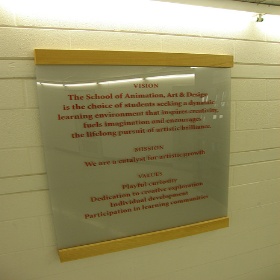 VISION
The School of Animation, Art & Design
is the choice of students seeking a dynamic
learning environment that inspires creativity,
fuels imagination and encourages
the lifelong pursuit of artistic brilliance.
MISSION
We are a catalyst for artistic growth
VALUES
Playful curiosity
Dedication to creative exploration
Individual development
Participation in learning communities